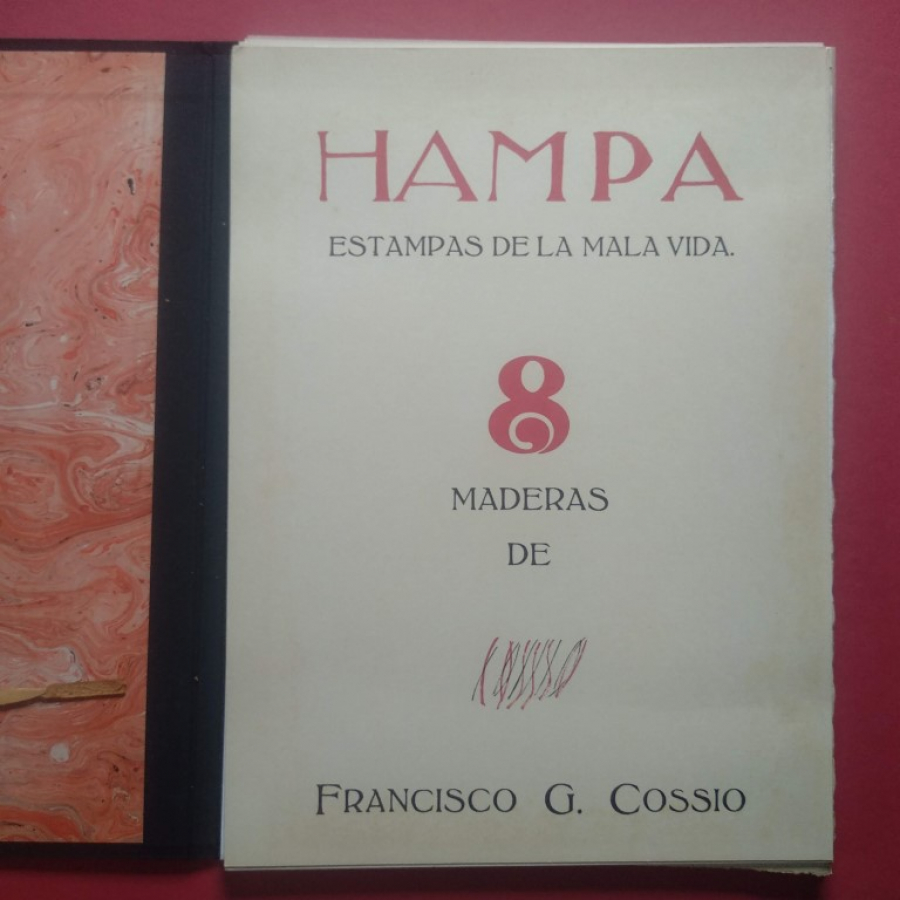 HAMPA
ESTAMPAS DE LA MALA VIDA.
8
MADERAS
DE
FRANCISCO G. COSSIO